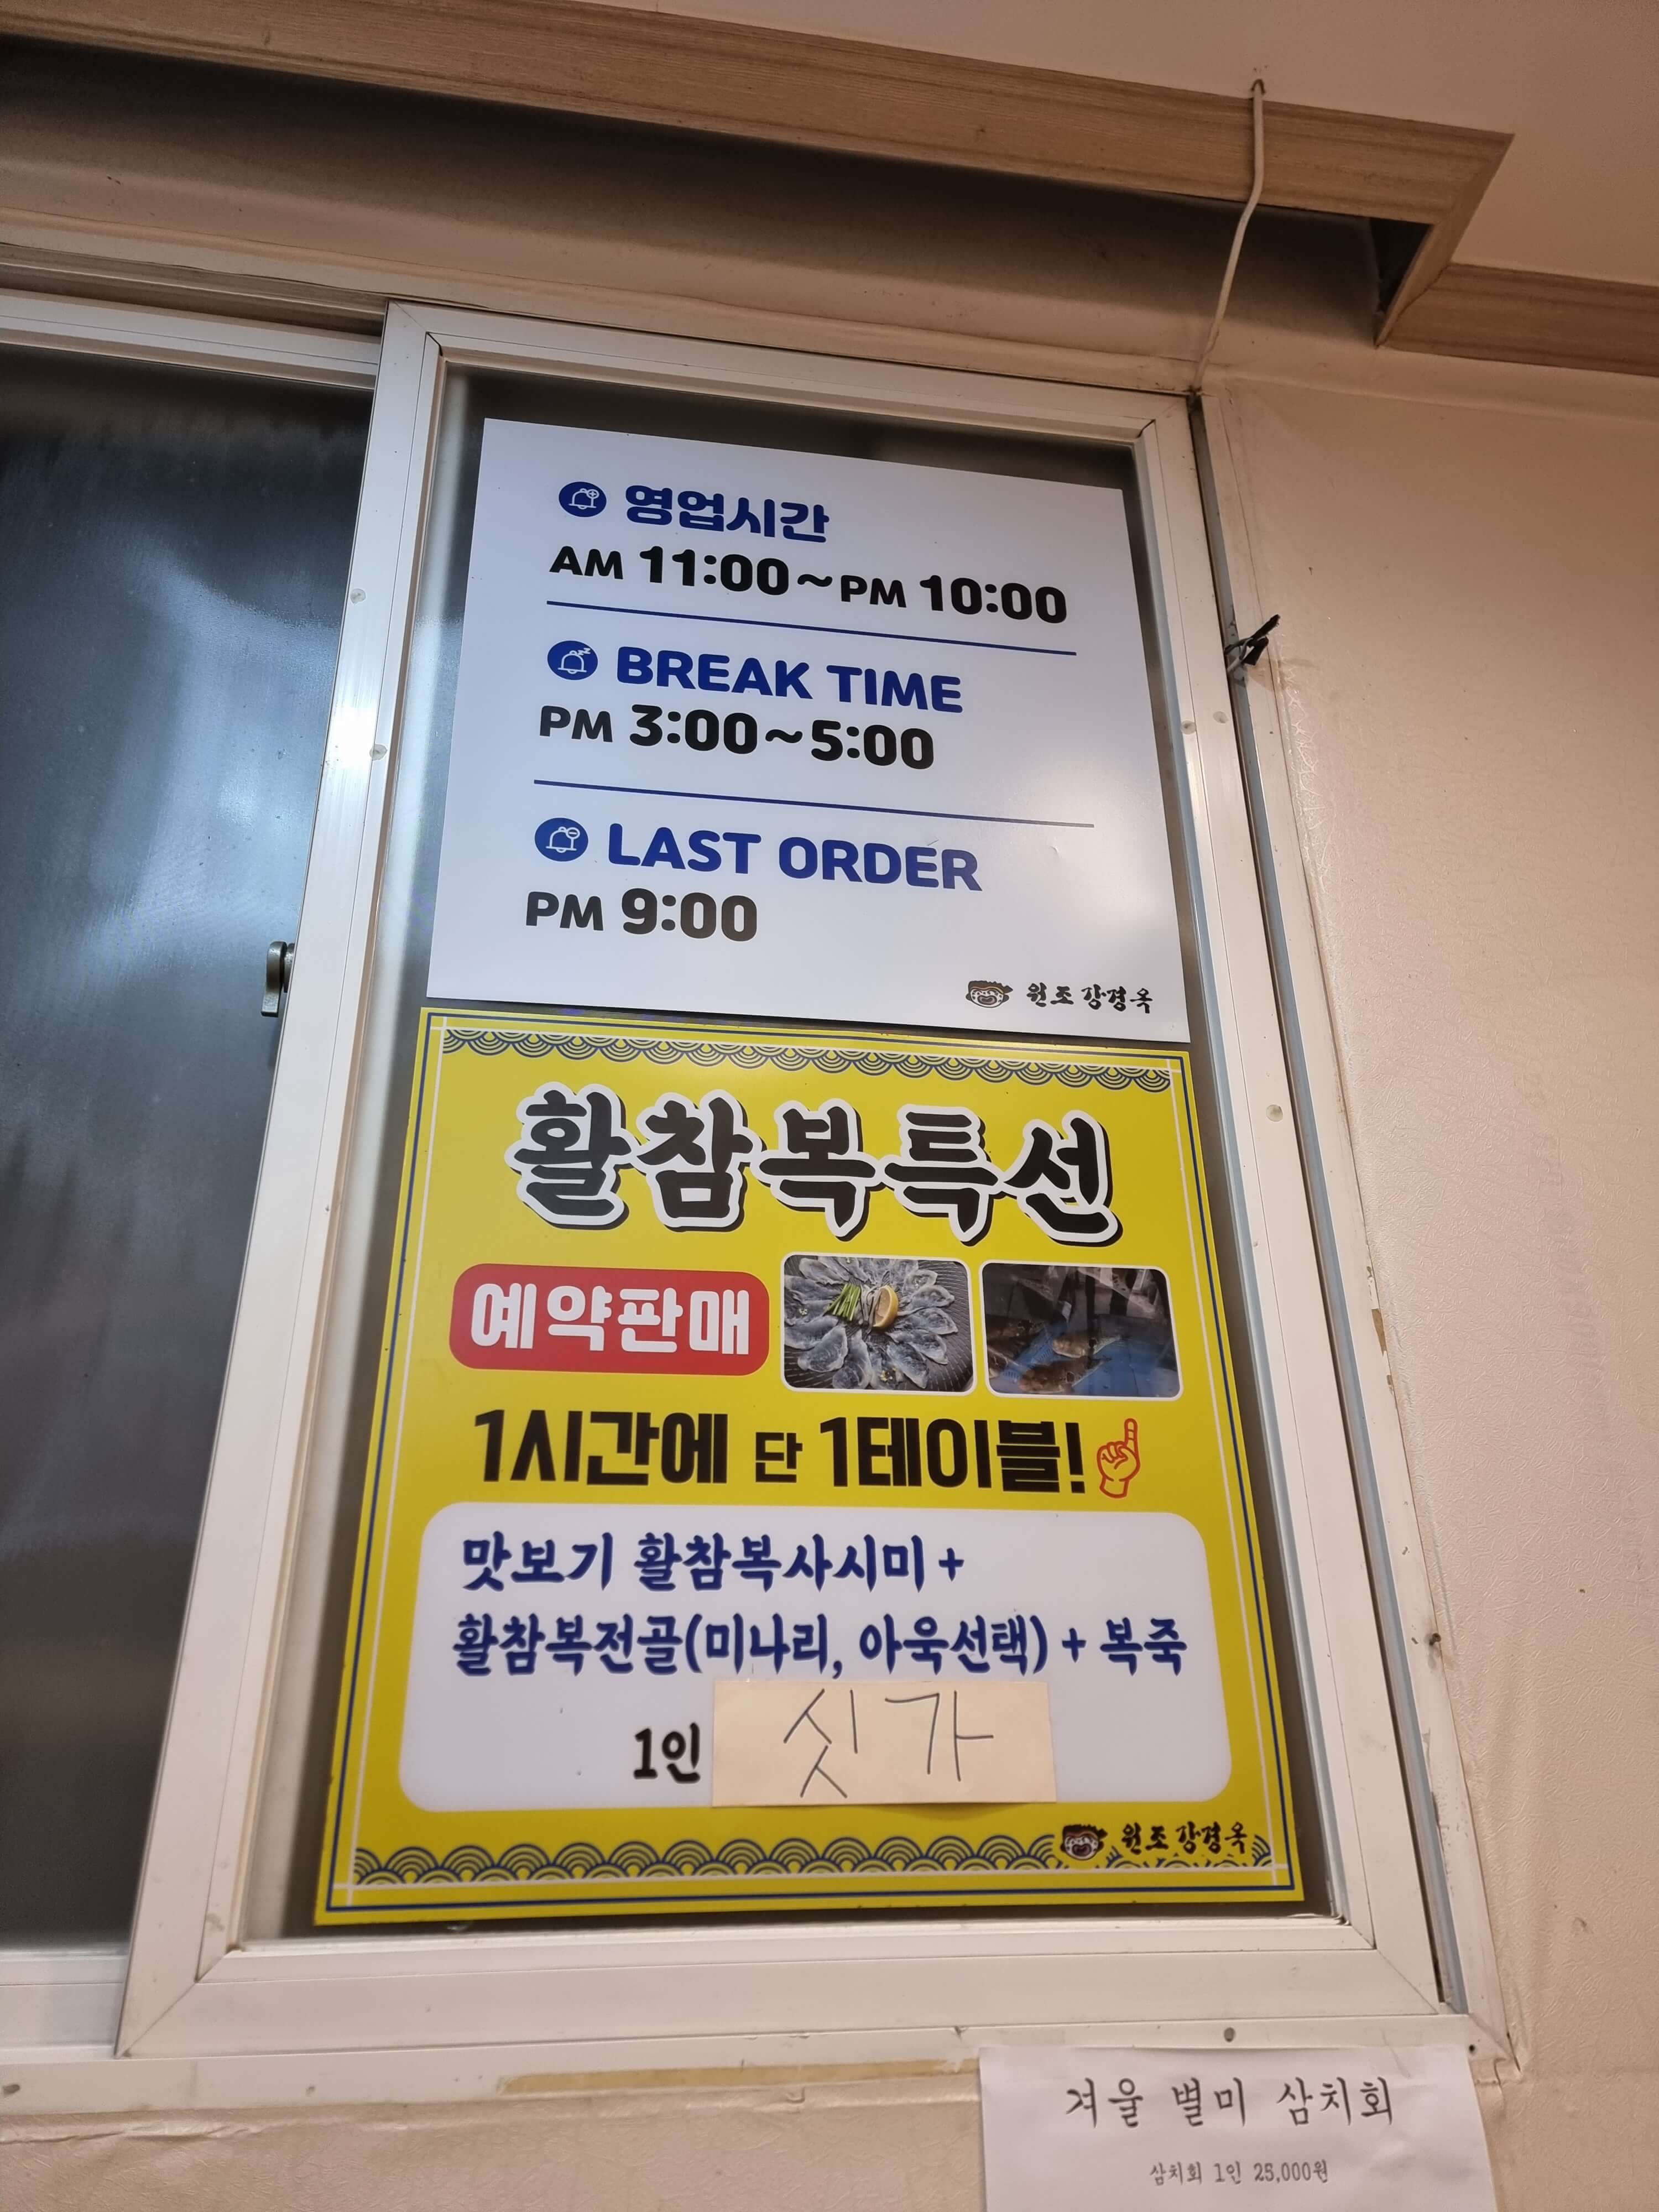 영업시간
AM 11:00~PM 10:00
BREAK TIME
PM 3:00~5:00
LAST ORDER
PM 9:00
원조 장경옥
활참복특선
예약판매
1시간에 단 1테이블!
맛보기 활참복사시미 +
활참복전골(미나리, 아욱선택) + 복죽
1인 싯가
원조 장경옥
겨울 별미 삼치회
삼치회 1인 25,000원